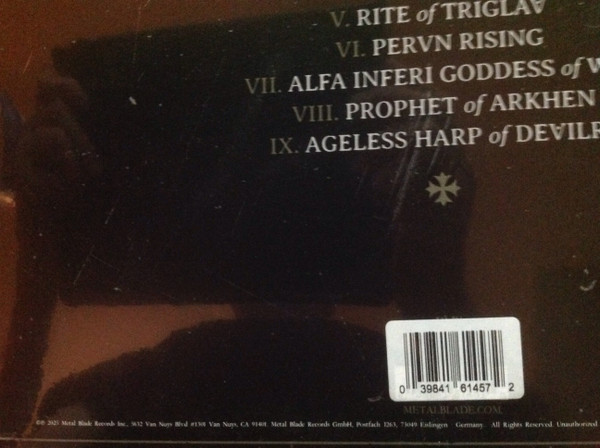 V. RITE of TRIGLAV
VI. PERVN RISING
VII. ALFA INFERI GODDESS of W
VIII. PROPHET of ARKHEN
IX. AGELESS HARP of DEVILR
0 39841 61457 2
METALBLADE.COM
℗© 2025 Metal Blade Records Inc., 5632 Van Nuys Blvd #1301 Van Nuys, CA 91401. Metal Blade Records GmbH, Postfach 1263, 73049 Eislingen Germany. All Rights Reserved. Unauthorized